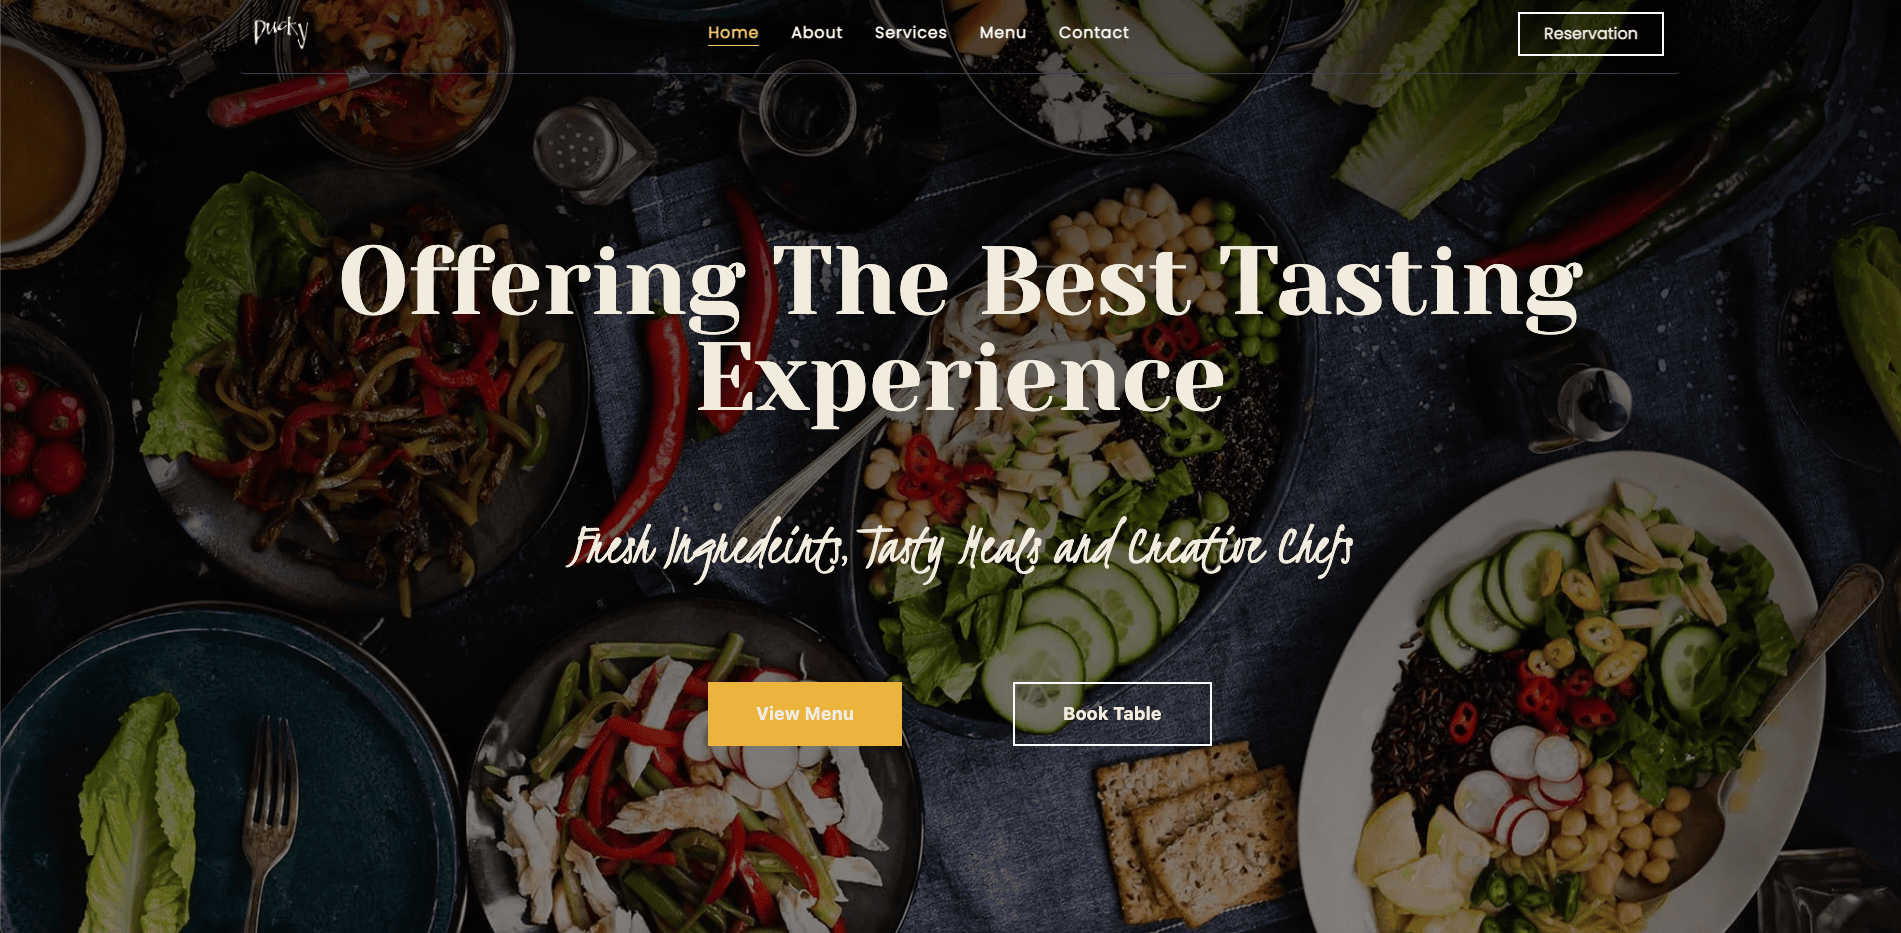 Ducky
Home About Services Menu Contact
Reservation
Offering The Best Tasting
Experience
Fresh Ingredeints, Tasty Meals and Creative Chefs
View Menu
Book Table